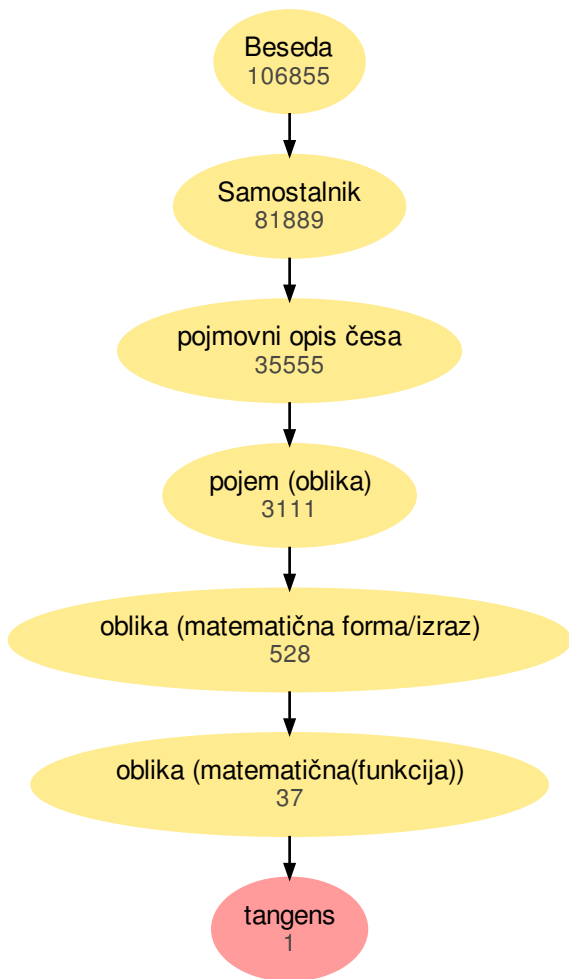 Beseda
106855
Samostalnik
81889
pojmovni opis česa
35555
pojem (oblika)
3111
oblika (matematična forma/izraz)
528
oblika (matematična(funkcija))
37
tangens
1